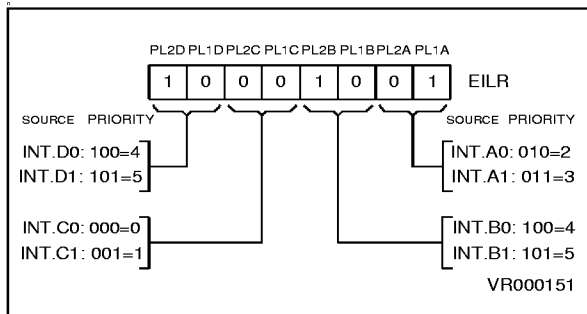 PL2D PL1D PL2C PL1C PL2B PL1B PL2A PL1A
1 0 0 0 1 0 0 1 EILR
SOURCE PRIORITY
INT.D0: 100=4
INT.D1: 101=5
INT.C0: 000=0
INT.C1: 001=1
SOURCE PRIORITY
INT.A0: 010=2
INT.A1: 011=3
INT.B0: 100=4
INT.B1: 101=5
VR000151